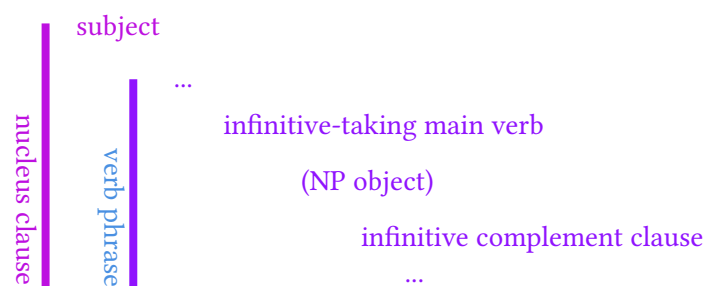 subject
...
infinitive-taking main verb
(NP object)
infinitive complement clause
...
nucleus clause
verb phrase